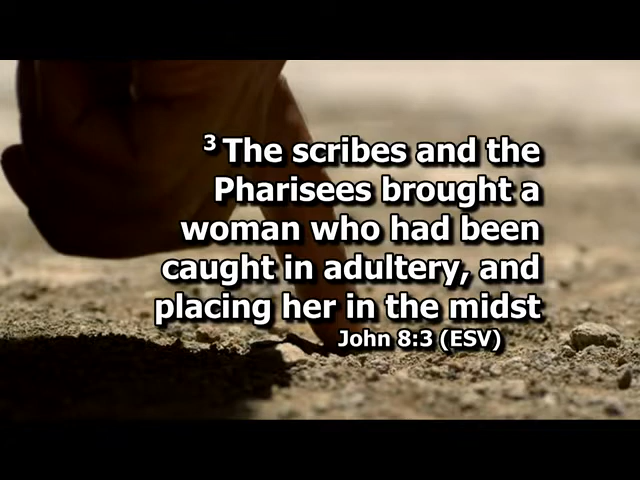 3 The scribes and the
Pharisees brought a
woman who had been
caught in adultery, and
placing her in the midst
John 8:3 (ESV)